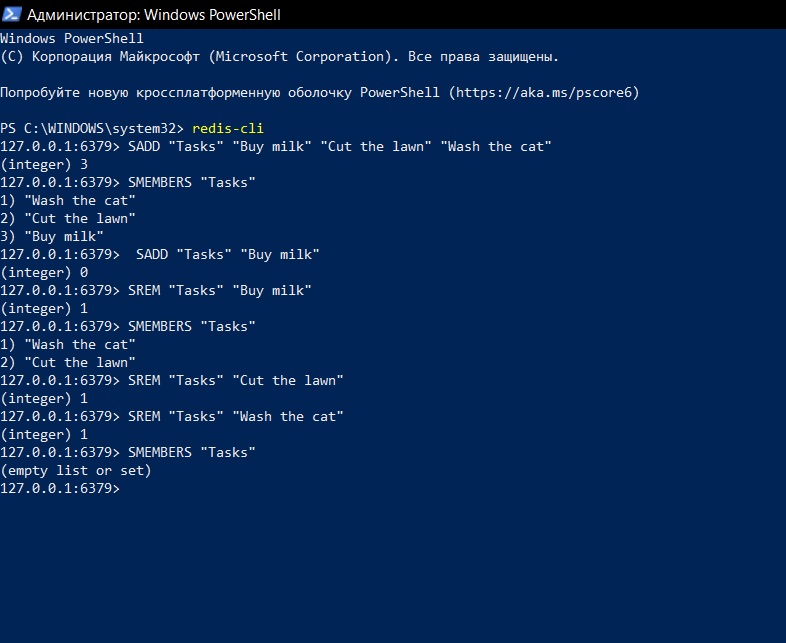 Администратор: Windows PowerShell
Windows PowerShell
(C) Корпорация Майкрософт (Microsoft Corporation). Все права защищены.
Попробуйте новую кроссплатформенную оболочку PowerShell (https://aka.ms/pscore6)
PS C:\WINDOWS\system32> redis-cli
127.0.0.1:6379> SADD "Tasks" "Buy milk" "Cut the lawn" "Wash the cat"
(integer) 3
127.0.0.1:6379> SMEMBERS "Tasks"
1) "Wash the cat"
2) "Cut the lawn"
3) "Buy milk"
127.0.0.1:6379>  SADD "Tasks" "Buy milk"
(integer) 0
127.0.0.1:6379> SREM "Tasks" "Buy milk"
(integer) 1
127.0.0.1:6379> SMEMBERS "Tasks"
1) "Wash the cat"
2) "Cut the lawn"
127.0.0.1:6379> SREM "Tasks" "Cut the lawn"
(integer) 1
127.0.0.1:6379> SREM "Tasks" "Wash the cat"
(integer) 1
127.0.0.1:6379> SMEMBERS "Tasks"
(empty list or set)
127.0.0.1:6379>